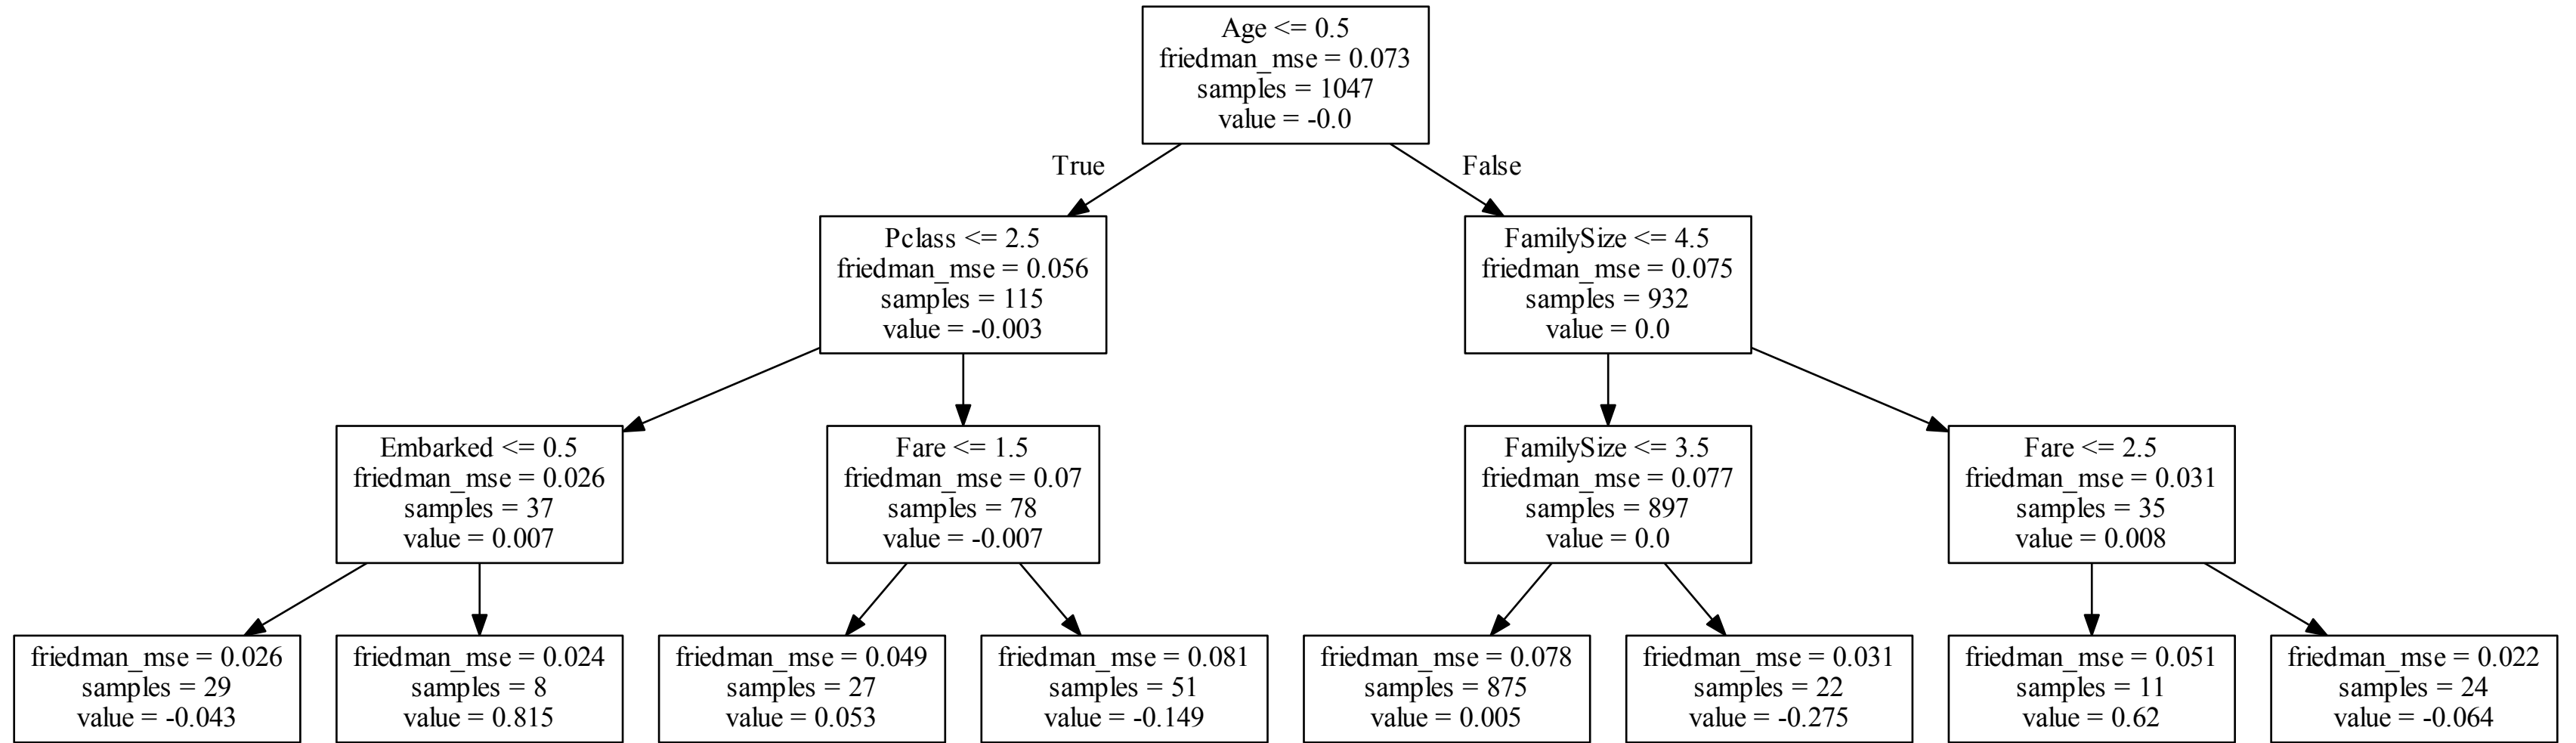 Age <= 0.5
friedman_mse = 0.073
samples = 1047
value = -0.0
True
False
Pclass <= 2.5
friedman_mse = 0.056
samples = 115
value = -0.003
FamilySize <= 4.5
friedman_mse = 0.075
samples = 932
value = 0.0
Embarked <= 0.5
friedman_mse = 0.026
samples = 37
value = 0.007
Fare <= 1.5
friedman_mse = 0.07
samples = 78
value = -0.007
FamilySize <= 3.5
friedman_mse = 0.077
samples = 897
value = 0.0
Fare <= 2.5
friedman_mse = 0.031
samples = 35
value = 0.008
friedman_mse = 0.026
samples = 29
value = -0.043
friedman_mse = 0.024
samples = 8
value = 0.815
friedman_mse = 0.049
samples = 27
value = 0.053
friedman_mse = 0.081
samples = 51
value = -0.149
friedman_mse = 0.078
samples = 875
value = 0.005
friedman_mse = 0.031
samples = 22
value = -0.275
friedman_mse = 0.051
samples = 11
value = 0.62
friedman_mse = 0.022
samples = 24
value = -0.064